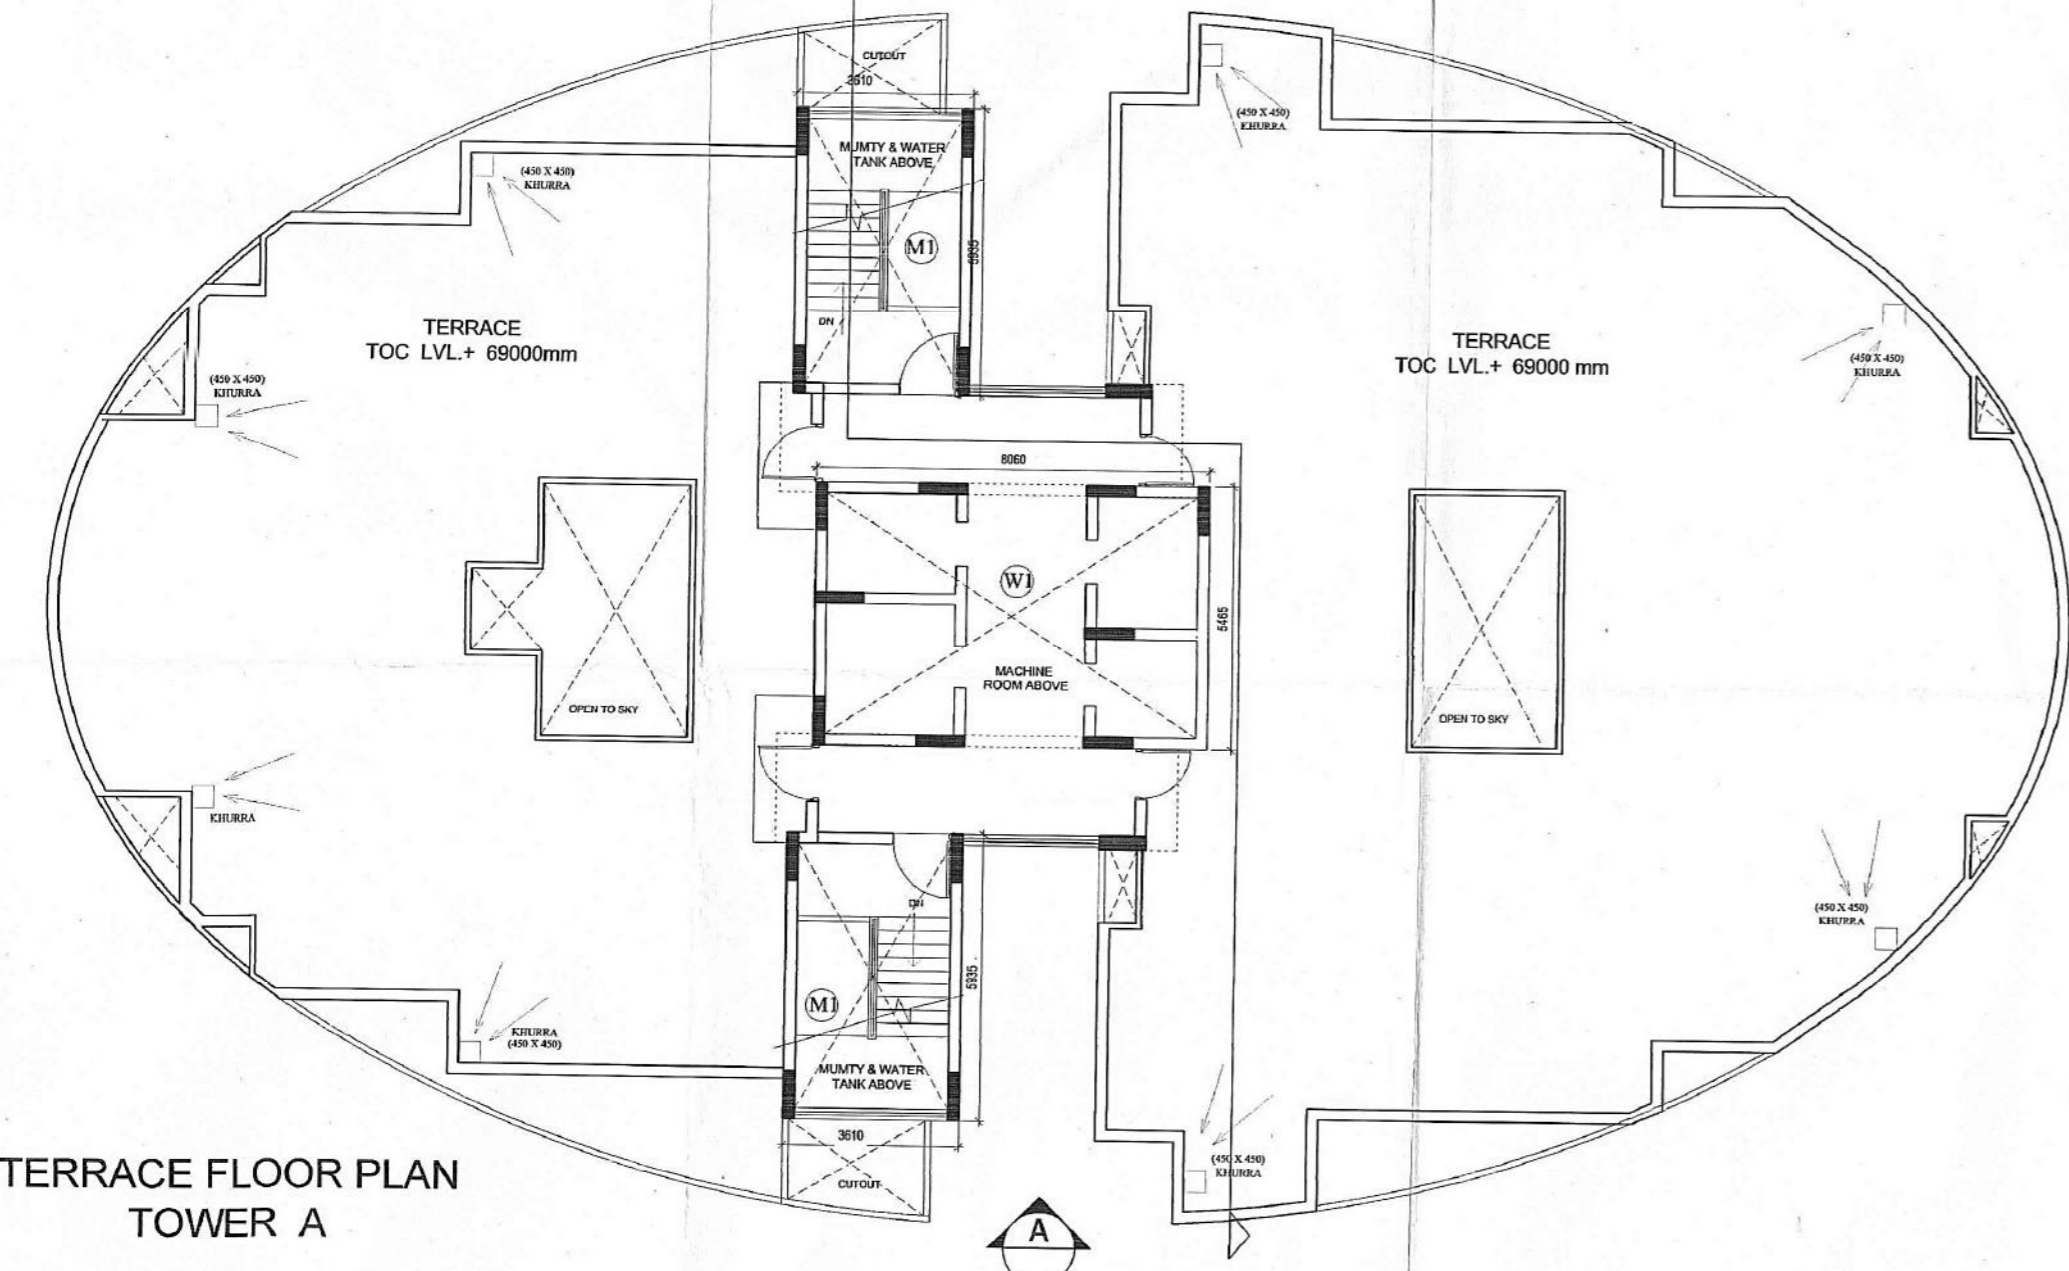 CUTOUT
3610
(450 X 450)
KHURRA
MUMTY & WATER
TANK ABOVE
(450 X 450)
KHURRA
M1
5935
DN
TERRACE
TOC LVL.+ 69000mm
TERRACE
TOC LVL.+ 69000 mm
(450 X 450)
KHURRA
(450 X 450)
KHURRA
8060
W1
5465
MACHINE
ROOM ABOVE
OPEN TO SKY
OPEN TO SKY
KHURRA
DN
(450 X 450)
KHURRA
5935
M1
KHURRA
(450 X 450)
MUMTY & WATER
TANK ABOVE
3610
(450 X 450)
KHURRA
CUTOUT
TERRACE FLOOR PLAN
TOWER A
A